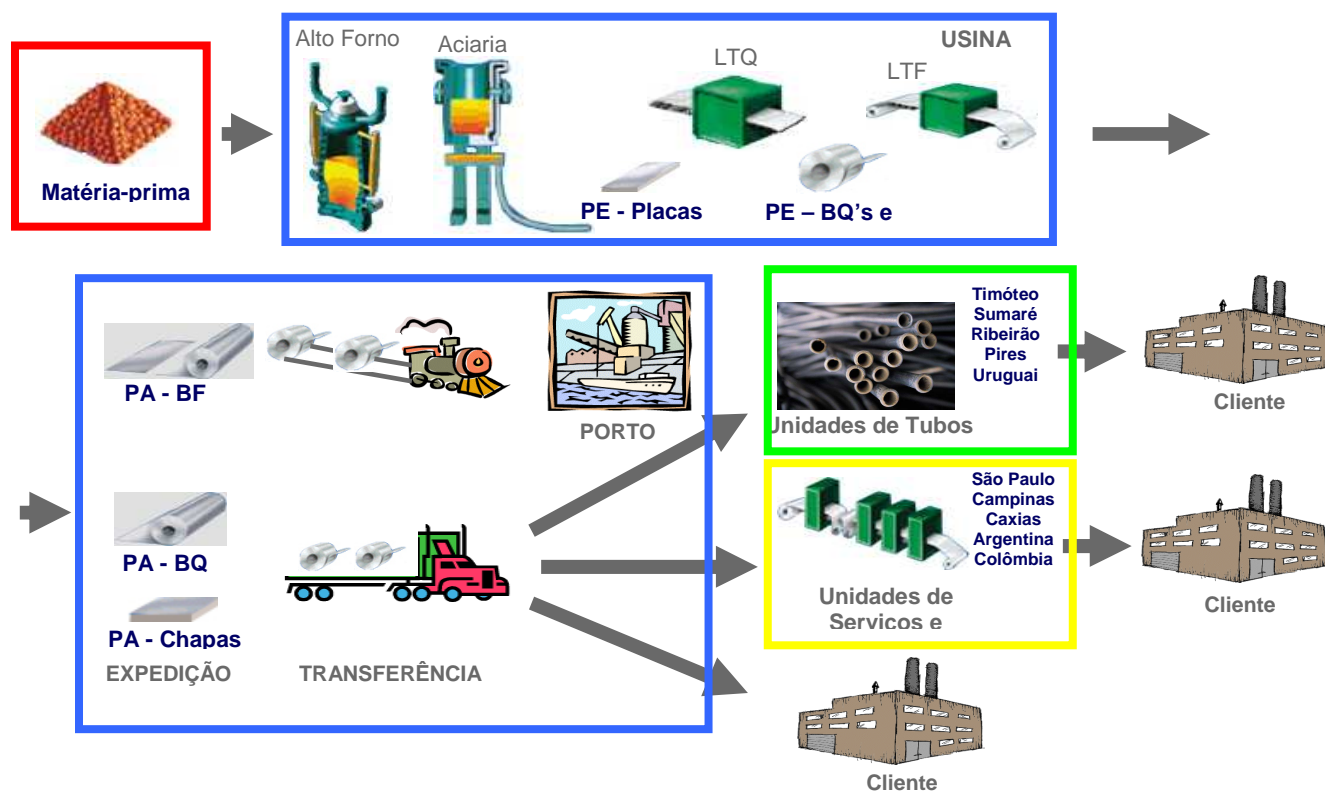 Alto Forno
Aciaria
USINA
LTQ
LTF
Matéria-prima
PE - Placas
PE – BQ's e
PA - BF
PORTO
PA - BQ
PA - Chapas
EXPEDIÇÃO
TRANSFERÊNCIA
Timóteo
Sumaré
Ribeirão
Pires
Uruguai
Unidades de Tubos
Cliente
São Paulo
Campinas
Caxias
Argentina
Colômbia
Unidades de
Serviços e
Cliente
Cliente